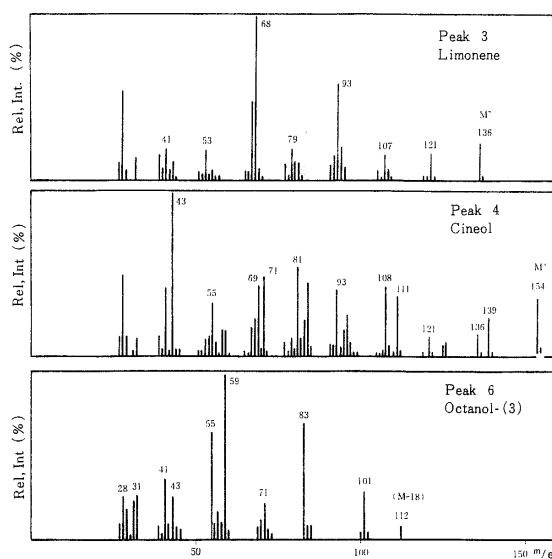 Rel, Int. (%)
Peak 3
Limonene
68
93
M⁺
136
41
53
79
107
121
Rel, Int (%)
Peak 4
Cineol
43
M⁺
154
81
71
69
93
108
111
55
139
136
121
Rel, Int (%)
Peak 6
Octanol-(3)
59
55
83
41
28
31
43
71
101
(M-18)
112
50
100
150 m/e